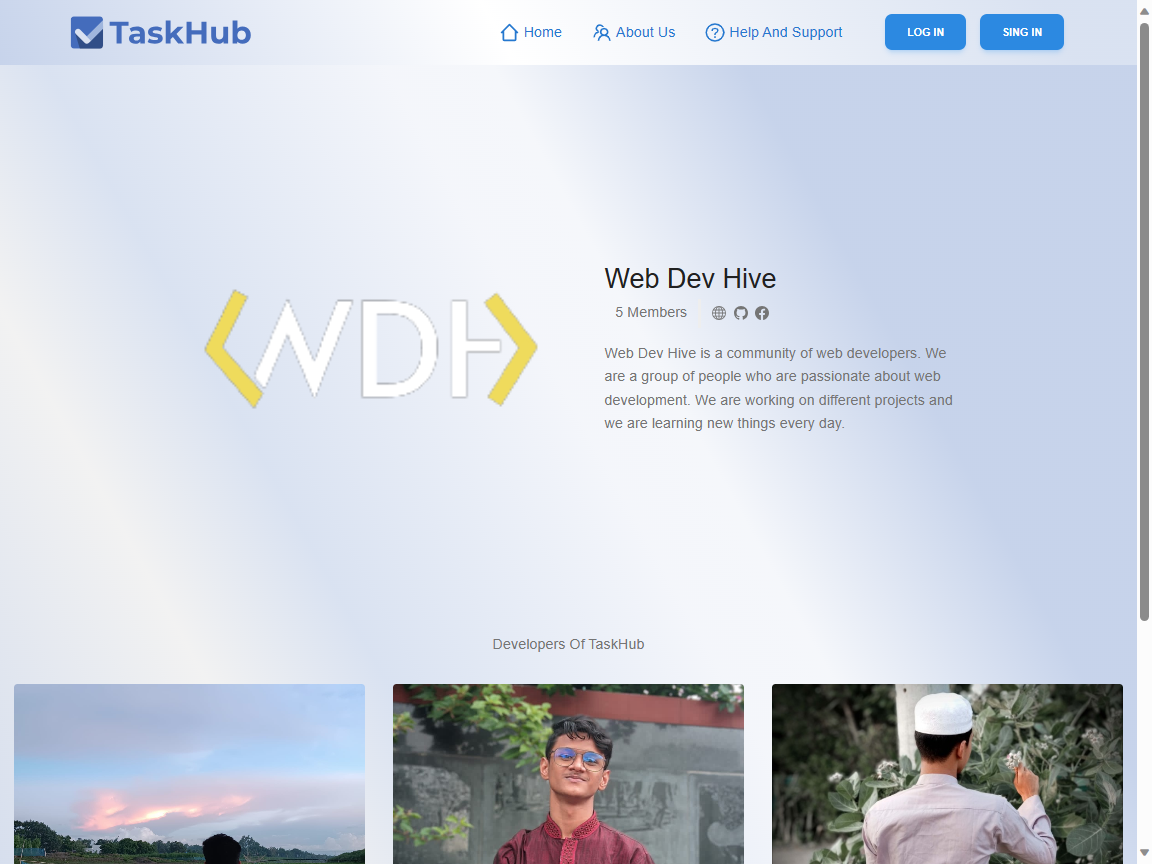 TaskHub
Home
About Us
Help And Support
LOG IN
SING IN
WDH
Web Dev Hive
5 Members
Web Dev Hive is a community of web developers. We
are a group of people who are passionate about web
development. We are working on different projects and
we are learning new things every day.
Developers Of TaskHub